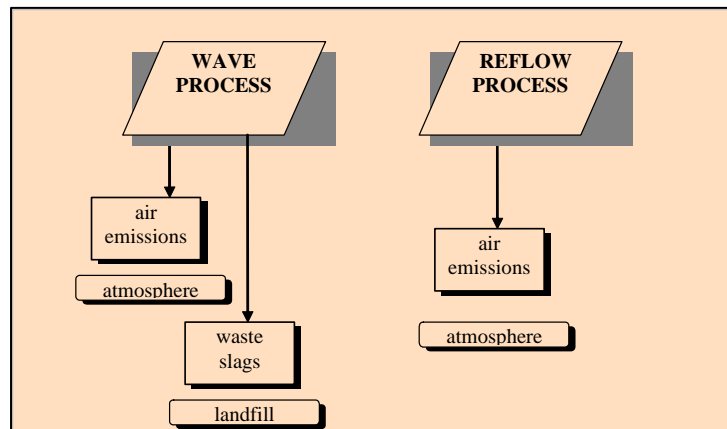 WAVE
PROCESS
air
emissions
atmosphere
waste
slags
landfill
REFLOW
PROCESS
air
emissions
atmosphere